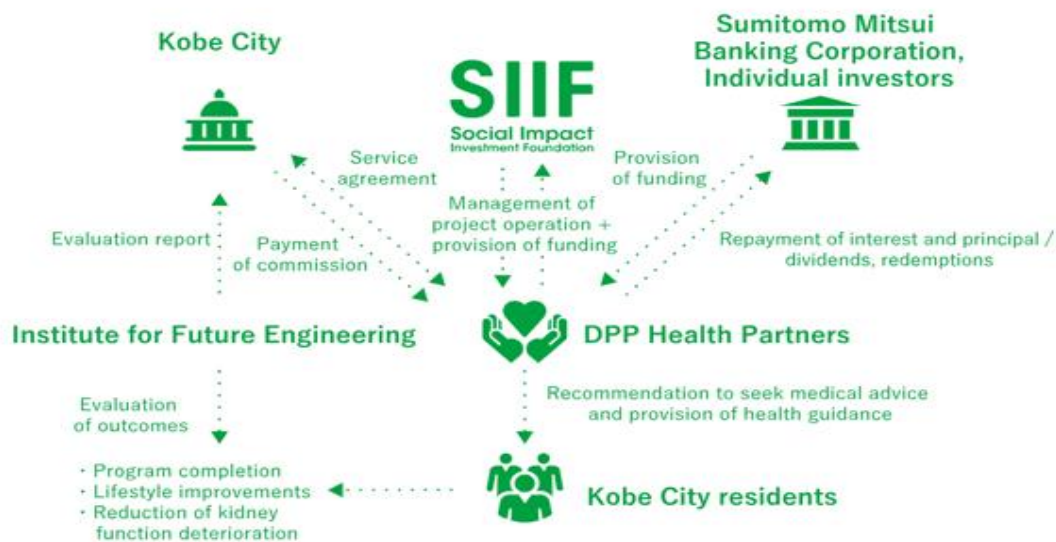 Kobe City
SIIF
Social Impact
Investment Foundation
Sumitomo Mitsui
Banking Corporation,
Individual investors
Service
agreement
Provision
of funding
Management of
project operation +
provision of funding
Evaluation report
Payment
of commission
Repayment of interest and principal /
dividends, redemptions
Institute for Future Engineering
DPP Health Partners
Evaluation
of outcomes
Recommendation to seek medical advice
and provision of health guidance
・Program completion
・Lifestyle improvements
・Reduction of kidney
function deterioration
Kobe City residents